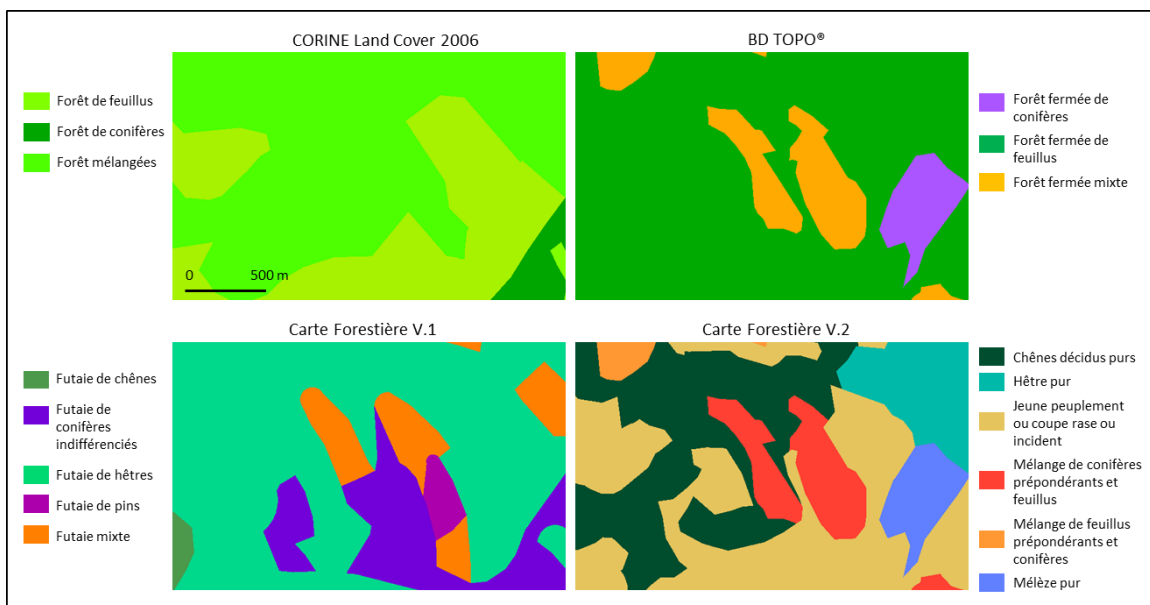 CORINE Land Cover 2006
BD TOPO®
Forêt de feuillus
Forêt de conifères
Forêt mélangées
0 500 m
Forêt fermée de
conifères
Forêt fermée de
feuillus
Forêt fermée mixte
Carte Forestière V.1
Carte Forestière V.2
Futaie de chênes
Futaie de
conifères
indifférenciés
Futaie de hêtres
Futaie de pins
Futaie mixte
Chênes décidus purs
Hêtre pur
Jeune peuplement
ou coupe rase ou
incident
Mélange de conifères
prépondérants et
feuillus
Mélange de feuillus
prépondérants et
conifères
Mélèze pur